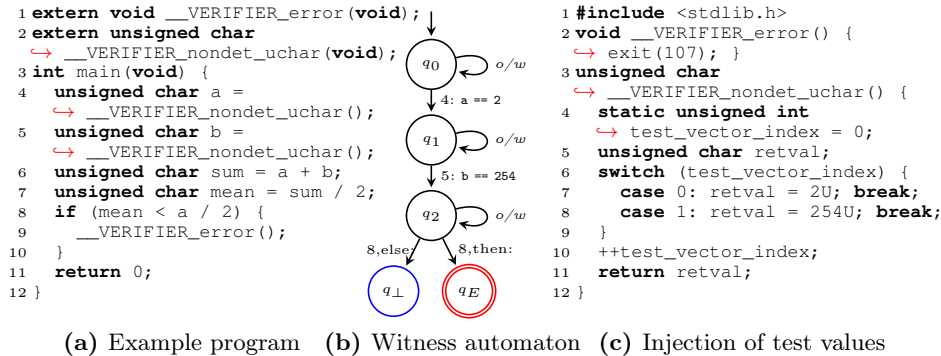 1 extern void __VERIFIER_error(void);
2 extern unsigned char
↪ __VERIFIER_nondet_uchar(void);
3 int main(void) {
4 unsigned char a =
↪ __VERIFIER_nondet_uchar();
5 unsigned char b =
↪ __VERIFIER_nondet_uchar();
6 unsigned char sum = a + b;
7 unsigned char mean = sum / 2;
8 if (mean < a / 2) {
9 __VERIFIER_error();
10 }
11 return 0;
12 }
(a) Example program
q0
o/w
4: a == 2
q1
o/w
5: b == 254
q2
o/w
8,else:
8,then:
q⊥
qE
(b) Witness automaton
1 #include <stdlib.h>
2 void __VERIFIER_error() {
↪ exit(107); }
3 unsigned char
↪ __VERIFIER_nondet_uchar() {
4 static unsigned int
↪ test_vector_index = 0;
5 unsigned char retval;
6 switch (test_vector_index) {
7 case 0: retval = 2U; break;
8 case 1: retval = 254U; break;
9 }
10 ++test_vector_index;
11 return retval;
12 }
(c) Injection of test values